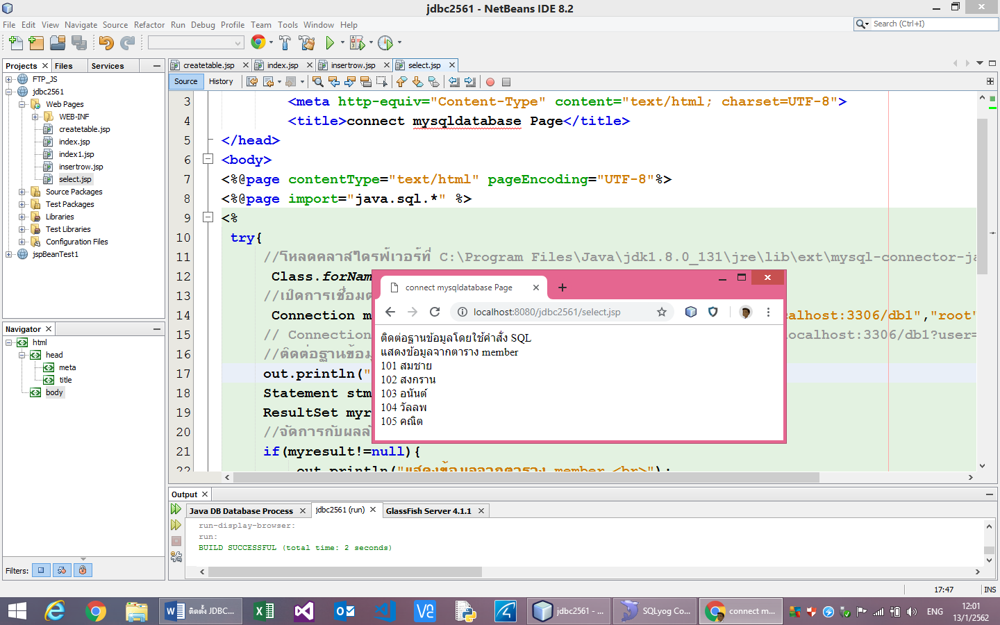 jdbc2561 - NetBeans IDE 8.2
File Edit View Navigate Source Refactor Run Debug Profile Team Tools Window Help
Search (Ctrl+I)
Projects Files Services
FTP_JS
jdbc2561
Web Pages
WEB-INF
createtable.jsp
index.jsp
index1.jsp
insertrow.jsp
select.jsp
Source Packages
Test Packages
Libraries
Test Libraries
Configuration Files
jspBeanTest1
Navigator
html
head
meta
title
body
Filters:
createtable.jsp index.jsp insertrow.jsp select.jsp
Source History
3 <meta http-equiv="Content-Type" content="text/html; charset=UTF-8">
4 <title>connect mysqldatabase Page</title>
5 </head>
6 <body>
7 <%@page contentType="text/html" pageEncoding="UTF-8"%>
8 <%@page import="java.sql.*" %>
9 <%
10 try{
11 //โหลดคลาสไดรฟ์เวอร์ที่ C:\Program Files\Java\jdk1.8.0_131\jre\lib\ext\mysql-connector-ja
12 Class.forNam
13 //เปิดการเชื่อมต
14 Connection m calhost:3306/db1","root"
15 // Connection localhost:3306/db1?user=
16 //ติดต่อฐานข้อมู
17 out.println("
18 Statement stm
19 ResultSet myr
20 //จัดการกับผลลั
21 if(myresult!=null){
22 out.println("แสดงข้อมูลจากตาราง member <br>");
connect mysqldatabase Page
localhost:8080/jdbc2561/select.jsp
ติดต่อฐานข้อมูลโดยใช้คำสั่ง SQL
แสดงข้อมูลจากตาราง member
101 สมชาย
102 สงกราน
103 อนันต์
104 วัลลพ
105 คณิต
Output
Java DB Database Process jdbc2561 (run) GlassFish Server 4.1.1
run-display-browser:
run:
BUILD SUCCESSFUL (total time: 2 seconds)
17:47 INS
ติดตั้ง JDBC... jdbc2561 - ... SQLyog Co... connect m... ENG
12:01
13/1/2562